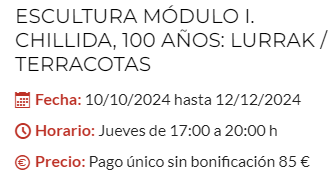 ESCULTURA MÓDULO I.
CHILLIDA, 100 AÑOS: LURRAK /
TERRACOTAS
Fecha: 10/10/2024 hasta 12/12/2024
Horario: Jueves de 17:00 a 20:00 h
Precio: Pago único sin bonificación 85 €